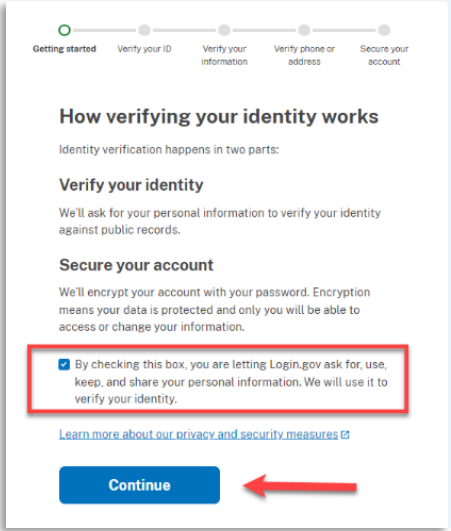 Getting started
Verify your ID
Verify your
information
Verify phone or
address
Secure your
account
How verifying your identity works
Identity verification happens in two parts:
Verify your identity
We'll ask for your personal information to verify your identity
against public records.
Secure your account
We'll encrypt your account with your password. Encryption
means your data is protected and only you will be able to
access or change your information.
By checking this box, you are letting Login.gov ask for, use,
keep, and share your personal information. We will use it to
verify your identity.
Learn more about our privacy and security measures
Continue